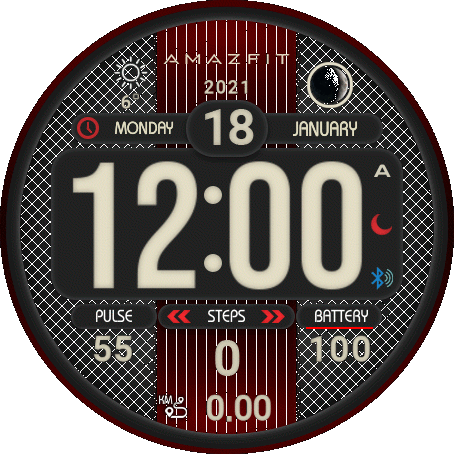 AMAZFIT
2021
6°
MONDAY 18 JANUARY
12:00
A
PULSE STEPS BATTERY
55 0 100
KM 0.00